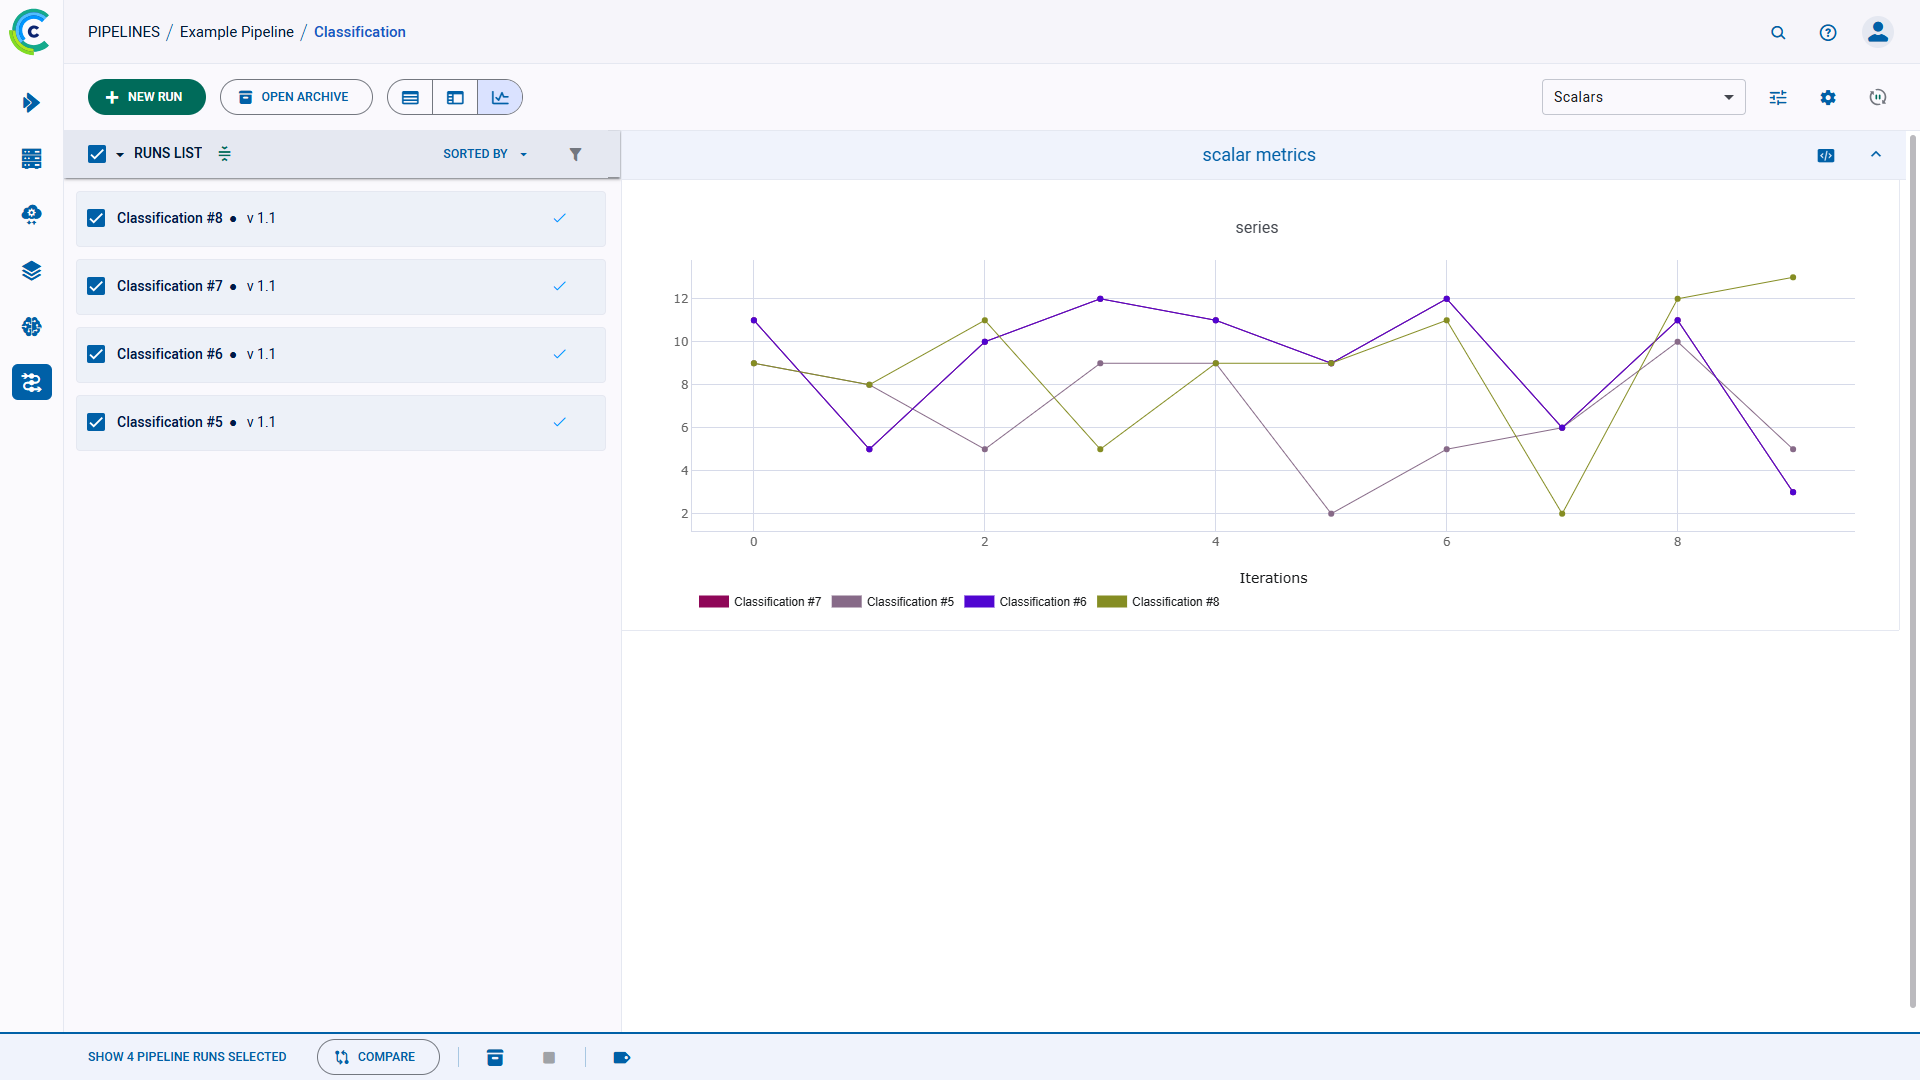 PIPELINES / Example Pipeline / Classification
NEW RUN
OPEN ARCHIVE
Scalars
RUNS LIST
SORTED BY
Classification #8 ● v 1.1
Classification #7 ● v 1.1
Classification #6 ● v 1.1
Classification #5 ● v 1.1
scalar metrics
series
12
10
8
6
4
2
0 2 4 6 8
Iterations
Classification #7 Classification #5 Classification #6 Classification #8
SHOW 4 PIPELINE RUNS SELECTED
COMPARE